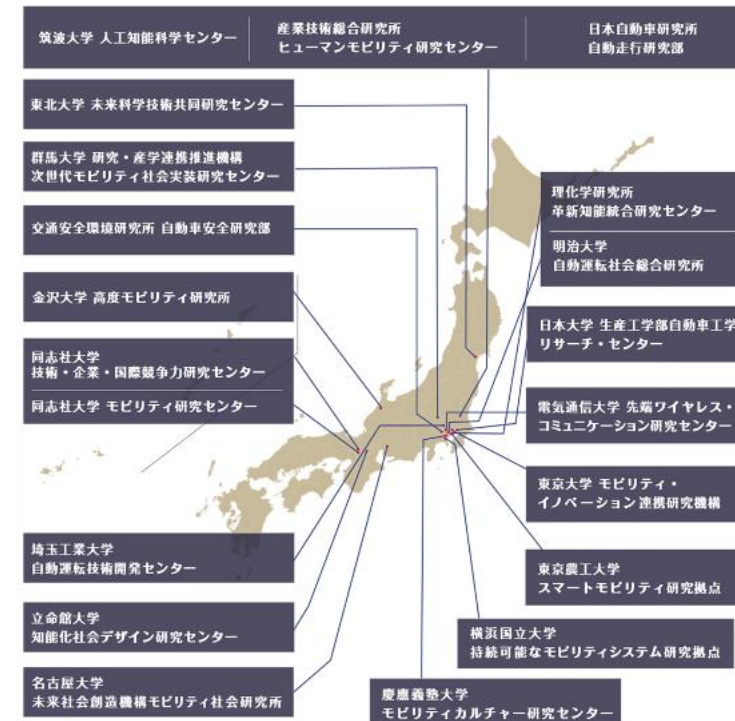 筑波大学 人工知能科学センター
産業技術総合研究所
ヒューマンモビリティ研究センター
日本自動車研究所
自動走行研究部
東北大学 未来科学技術共同研究センター
群馬大学 研究・産学連携推進機構
次世代モビリティ社会実装研究センター
交通安全環境研究所 自動車安全研究部
金沢大学 高度モビリティ研究所
同志社大学
技術・企業・国際競争力研究センター
同志社大学 モビリティ研究センター
埼玉工業大学
自動運転技術開発センター
立命館大学
知能化社会デザイン研究センター
名古屋大学
未来社会創造機構モビリティ社会研究所
理化学研究所
革新知能統合研究センター
明治大学
自動運転社会総合研究所
日本大学 生産工学部自動車工学
リサーチ・センター
電気通信大学 先端ワイヤレス・
コミュニケーション研究センター
東京大学 モビリティ・
イノベーション連携研究機構
東京農工大学
スマートモビリティ研究拠点
横浜国立大学
持続可能なモビリティシステム研究拠点
慶應義塾大学
モビリティカルチャー研究センター